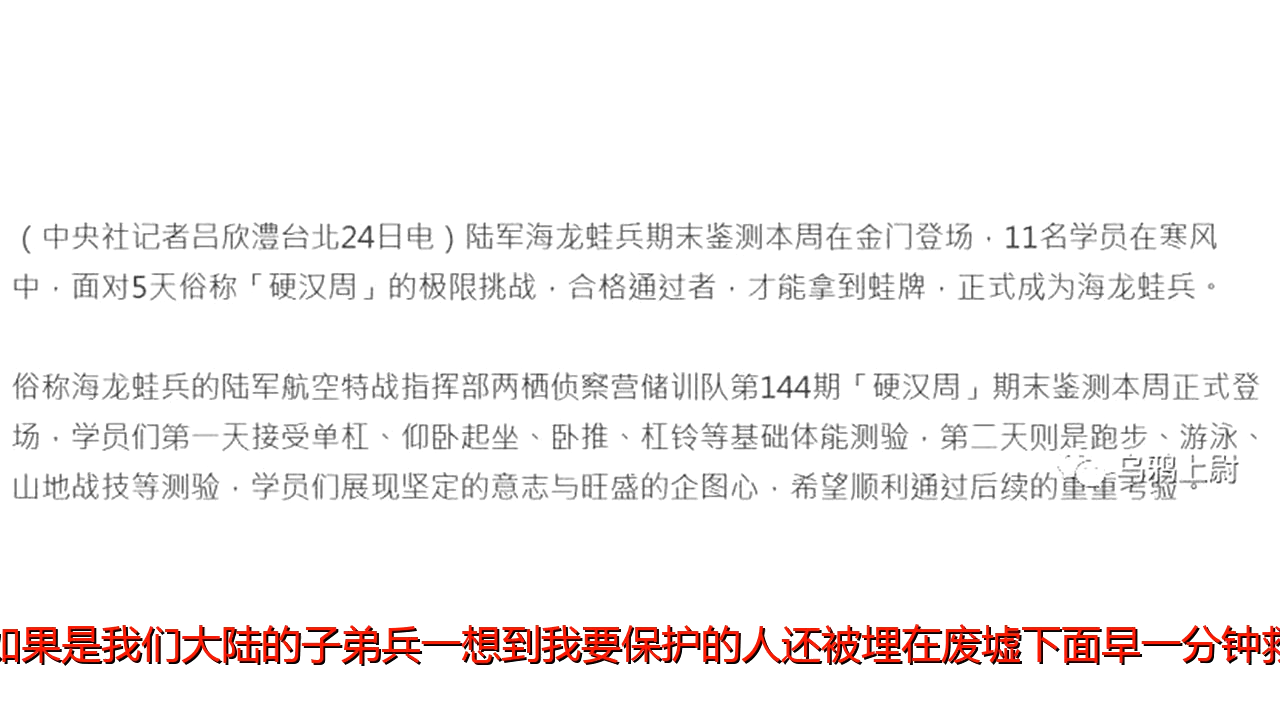 （中央社记者吕欣澧台北24日电）陆军海龙蛙兵期末鉴测本周在金门登场，11名学员在寒风
中，面对5天俗称「硬汉周」的极限挑战，合格通过者，才能拿到蛙牌，正式成为海龙蛙兵。
俗称海龙蛙兵的陆军航空特战指挥部两栖侦察营储训队第144期「硬汉周」期末鉴测本周正式登
场，学员们第一天接受单杠、仰卧起坐、卧推、杠铃等基础体能测验，第二天则是跑步、游泳、
山地战技等测验，学员们展现坚定的意志与旺盛的企图心，希望顺利通过后续的重重考验。
乌鸦上尉
如果是我们大陆的子弟兵一想到我要保护的人还被埋在废墟下面早一分钟救